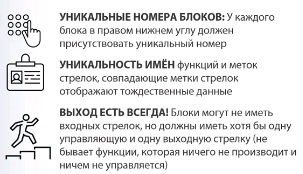 УНИКАЛЬНЫЕ НОМЕРА БЛОКОВ: У каждого
блока в правом нижнем углу должен
присутствовать уникальный номер
УНИКАЛЬНОСТЬ ИМЁН функций и меток
стрелок, совпадающие метки стрелок
отображают тождественные данные
ВЫХОД ЕСТЬ ВСЕГДА! Блоки могут не иметь
входных стрелок, но должны иметь хотя бы одну
управляющую и одну выходную стрелку (не
бывает функции, которая ничего не производит и
ничем не управляется)